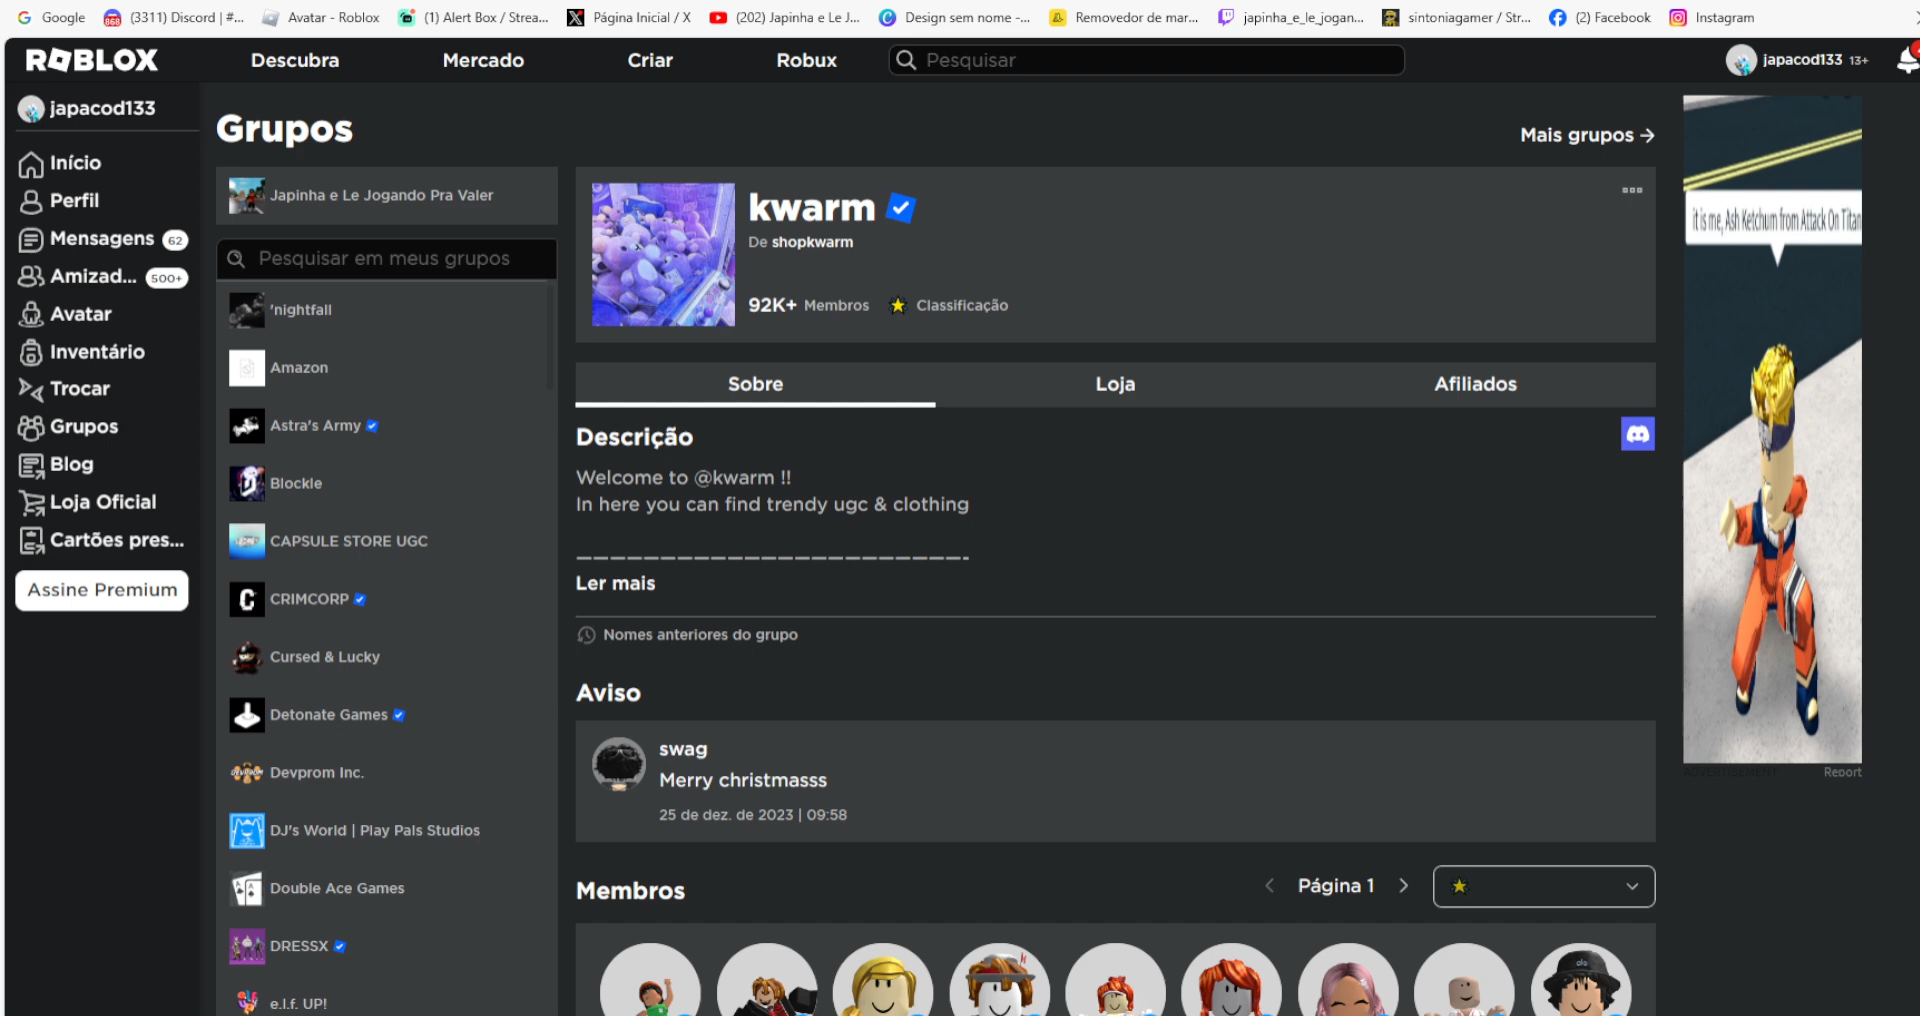 Google
(3311) Discord | #...
Avatar - Roblox
(1) Alert Box / Strea...
Página Inicial / X
(202) Japinha e Le J...
Design sem nome -...
Removedor de mar...
japinha_e_le_jogan...
sintoniagamer / Str...
(2) Facebook
Instagram
ROBLOX
Descubra
Mercado
Criar
Robux
Pesquisar
japacod133 13+
japacod133
Início
Perfil
Mensagens 62
Amizad... 500+
Avatar
Inventário
Trocar
Grupos
Blog
Loja Oficial
Cartões pres...
Assine Premium
Grupos
Mais grupos →
Japinha e Le Jogando Pra Valer
Pesquisar em meus grupos
'nightfall
Amazon
Astra's Army
Blockle
CAPSULE STORE UGC
CRIMCORP
Cursed & Lucky
Detonate Games
Devprom Inc.
DJ's World | Play Pals Studios
Double Ace Games
DRESSX
e.l.f. UP!
kwarm
De shopkwarm
92K+ Membros ★ Classificação
Sobre
Loja
Afiliados
Descrição
Welcome to @kwarm !!
In here you can find trendy ugc & clothing
_ _ _ _ _ _ _ _ _ _ _ _ _ _ _ _ _ _ _ _ _ _ _ -
Ler mais
Nomes anteriores do grupo
Aviso
swag
Merry christmasss
25 de dez. de 2023 | 09:58
Membros
Página 1
★
it is me, Ash Ketchum from Attack On Titan
ADVERTISEMENT
Report